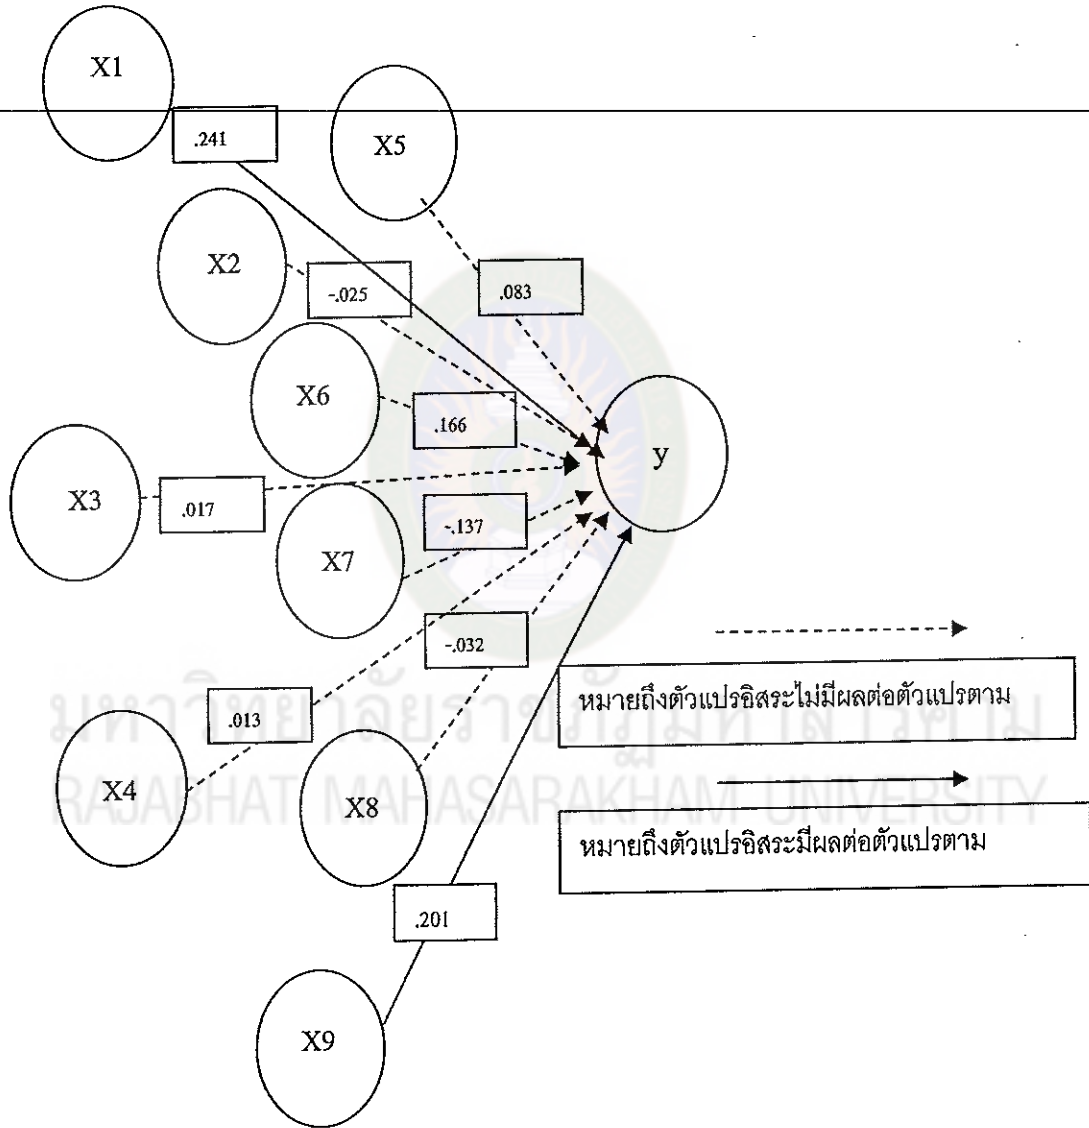 X1
.241
X5
X2
-.025
.083
X6
.166
y
X3
.017
-.137
X7
-.032
หมายถึงตัวแปรอิสระไม่มีผลต่อตัวแปรตาม
.013
มหาวิทยาลัยราชภัฏมหาสารคาม
X4
X8
RAJABHAT MAHASARAKHAM UNIVERSITY
หมายถึงตัวแปรอิสระมีผลต่อตัวแปรตาม
.201
X9